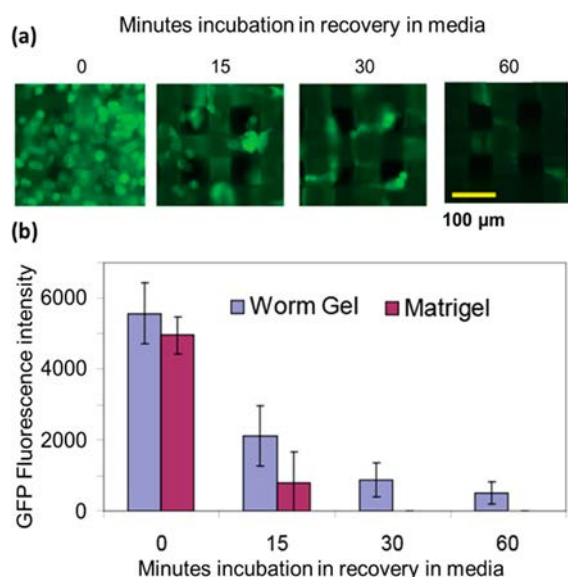 (a)
Minutes incubation in recovery in media
0 15 30 60
100 µm
(b)
GFP Fluorescence intensity
6000
4000
2000
0
Worm Gel Matrigel
0 15 30 60
Minutes incubation in recovery in media